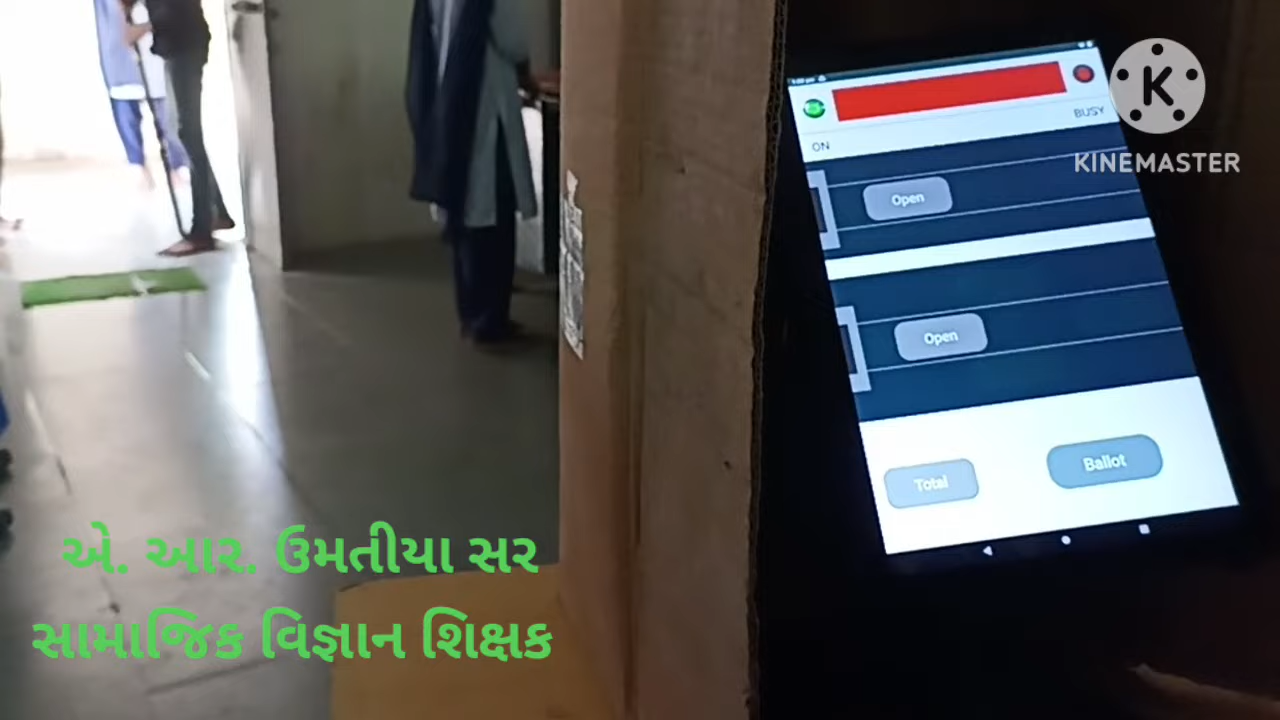 BUSY
ON
Open
Open
Total
Ballot
KINEMASTER
એ. આર. ઉમતીયા સર
સામાજિક વિજ્ઞાન શિક્ષક